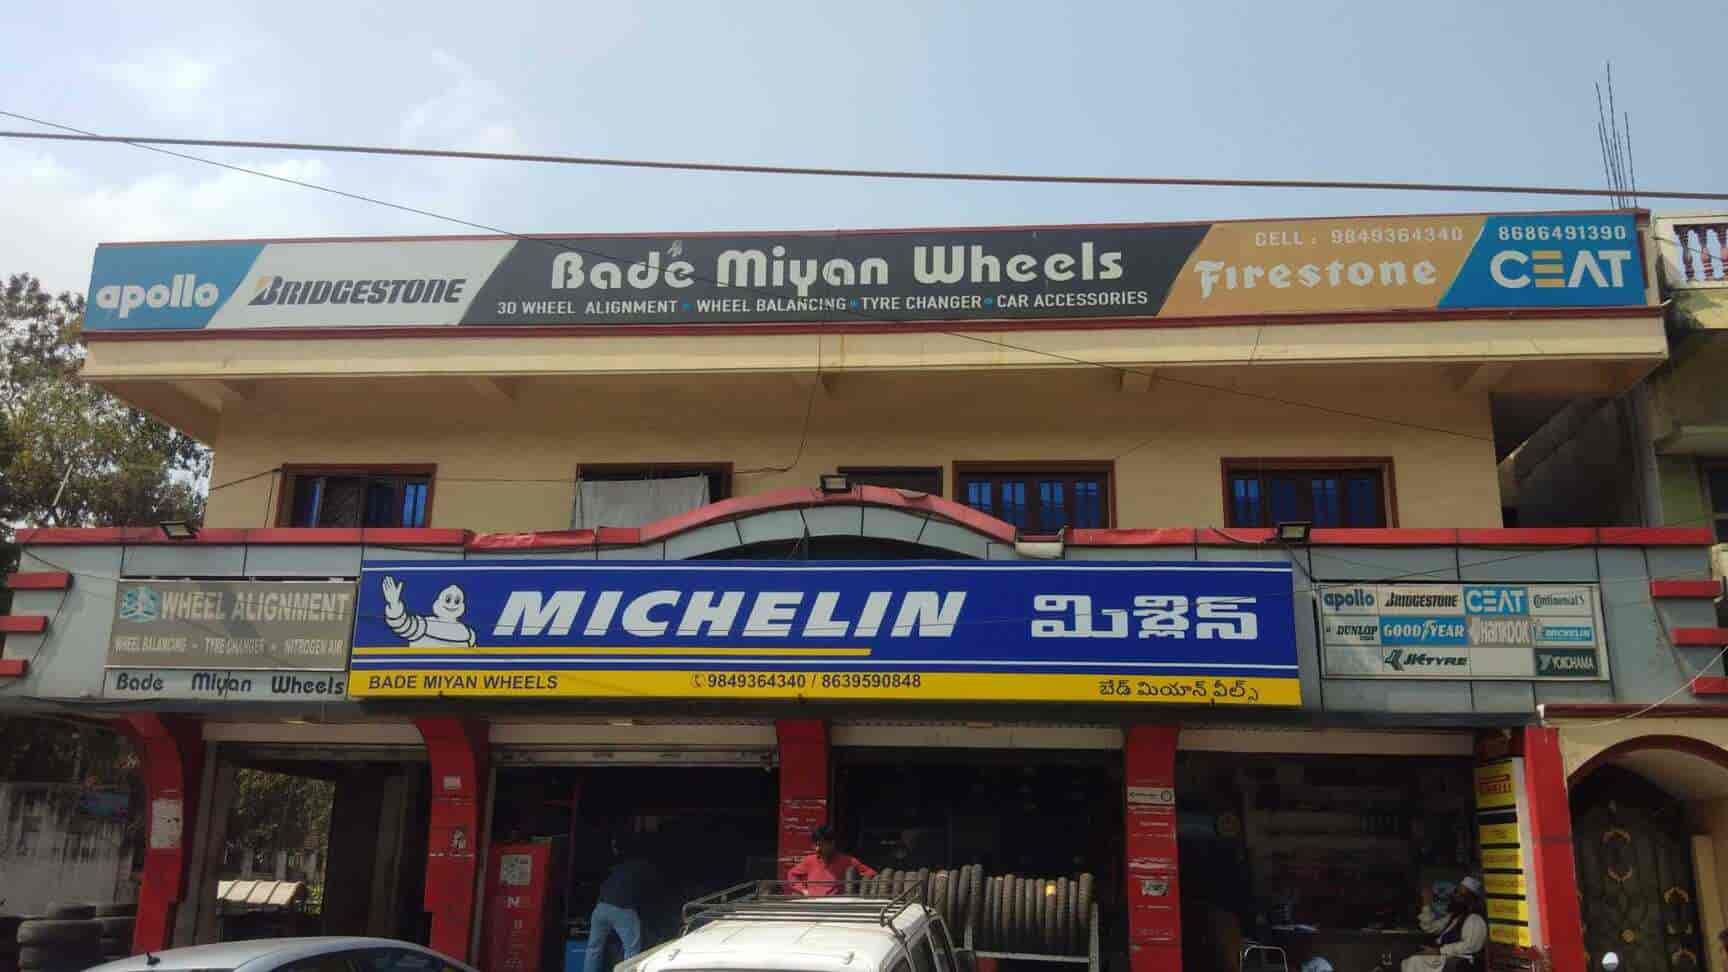 apollo
BRIDGESTONE
Bade Miyan Wheels
3D WHEEL ALIGNMENT • WHEEL BALANCING • TYRE CHANGER • CAR ACCESSORIES
CELL : 9849364340
Firestone
8686491390
CEAT
WHEEL ALIGNMENT
WHEEL BALANCING - TYRE CHANGER - NITROGEN AIR
Bade Miyan Wheels
MICHELIN మిశ్లిన్
BADE MIYAN WHEELS 9849364340 / 8639590848 బేడ్ మియాన్ వీల్స్
apollo BRIDGESTONE CEAT Continental
DUNLOP GOODYEAR HANKOOK MICHELIN
JK TYRE YOKOHAMA